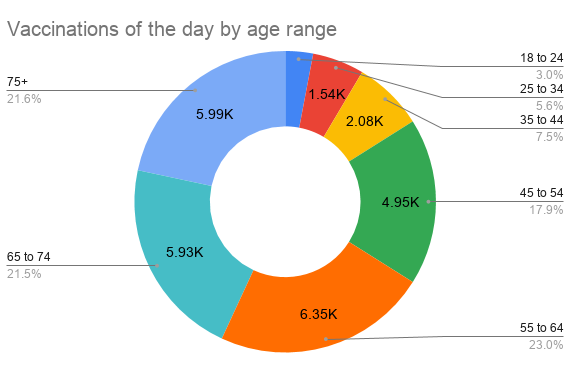 Vaccinations of the day by age range
18 to 24
3.0%
25 to 34
5.6%
35 to 44
7.5%
45 to 54
17.9%
55 to 64
23.0%
65 to 74
21.5%
75+
21.6%
1.54K
2.08K
4.95K
6.35K
5.93K
5.99K